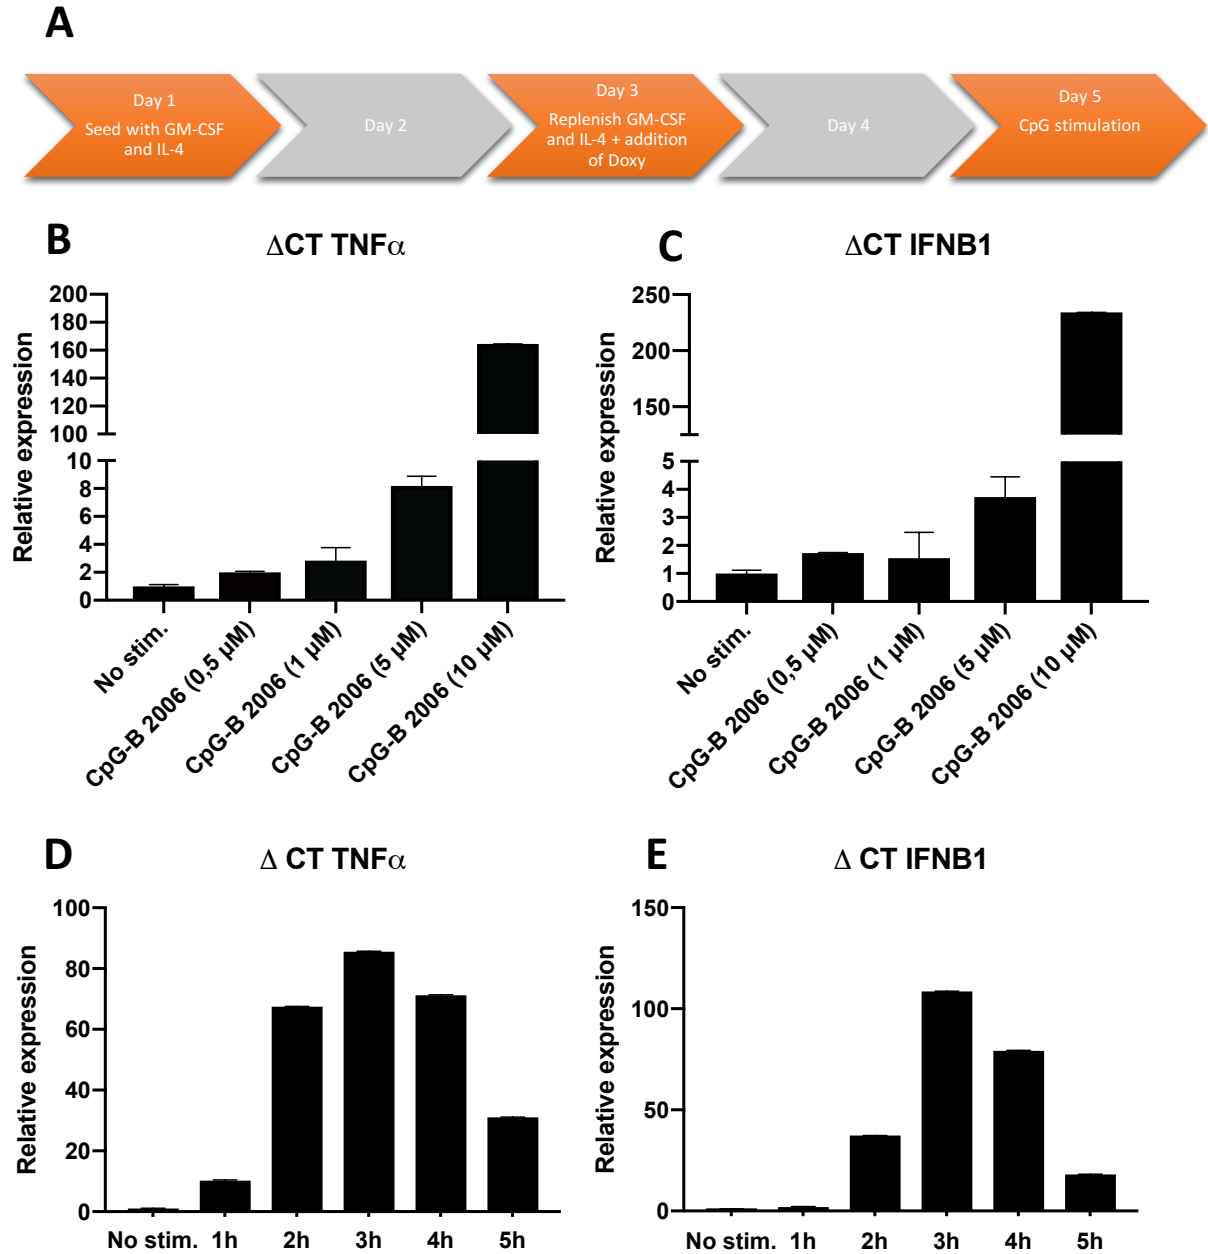 A
Day 1
Seed with GM-CSF
and IL-4
Day 2
Day 3
Replenish GM-CSF
and IL-4 + addition
of Doxy
Day 4
Day 5
CpG stimulation
B
ΔCT TNFα
Relative expression
200
180
160
140
120
100
10
8
6
4
2
0
No stim.
CpG-B 2006 (0,5 µM)
CpG-B 2006 (1 µM)
CpG-B 2006 (5 µM)
CpG-B 2006 (10 µM)
C
ΔCT IFNB1
Relative expression
250
200
150
5
4
3
2
1
0
No stim.
CpG-B 2006 (0,5 µM)
CpG-B 2006 (1 µM)
CpG-B 2006 (5 µM)
CpG-B 2006 (10 µM)
D
Δ CT TNFα
Relative expression
100
80
60
40
20
0
No stim. 1h 2h 3h 4h 5h
E
Δ CT IFNB1
Relative expression
150
100
50
0
No stim. 1h 2h 3h 4h 5h